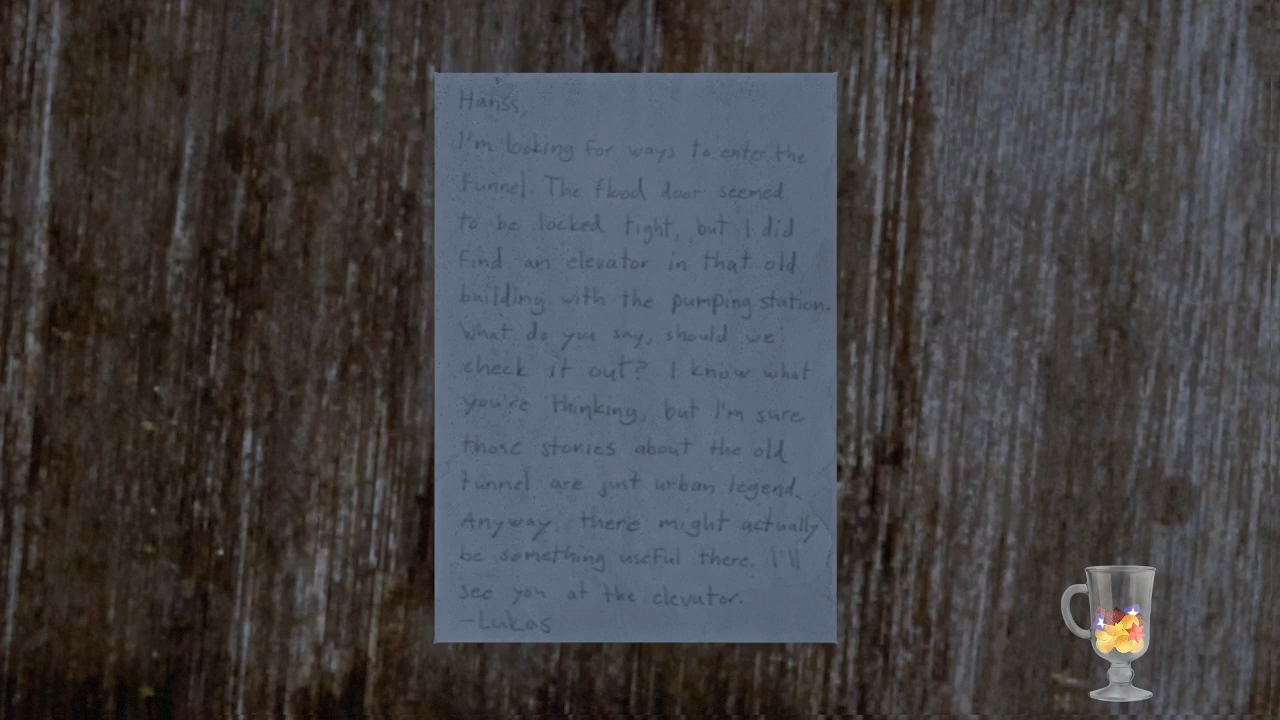 Hanss,
I'm looking for ways to enter the
tunnel. The flood door seemed
to be locked tight, but I did
find an elevator in that old
building with the pumping station.
What do you say, should we
check it out? I know what
you're thinking, but I'm sure
those stories about the old
tunnel are just urban legend.
Anyway, there might actually
be something useful there. I'll
see you at the elevator.
-Lukas